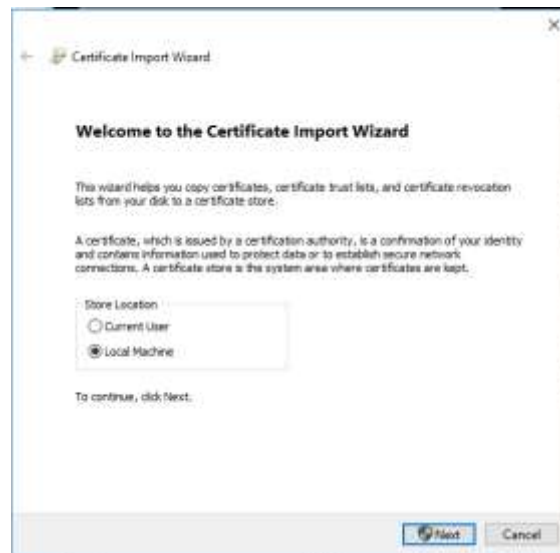 Certificate Import Wizard
Welcome to the Certificate Import Wizard
This wizard helps you copy certificates, certificate trust lists, and certificate revocation
lists from your disk to a certificate store.
A certificate, which is issued by a certification authority, is a confirmation of your identity
and contains information used to protect data or to establish secure network
connections. A certificate store is the system area where certificates are kept.
Store Location
Current User
Local Machine
To continue, click Next.
Next
Cancel